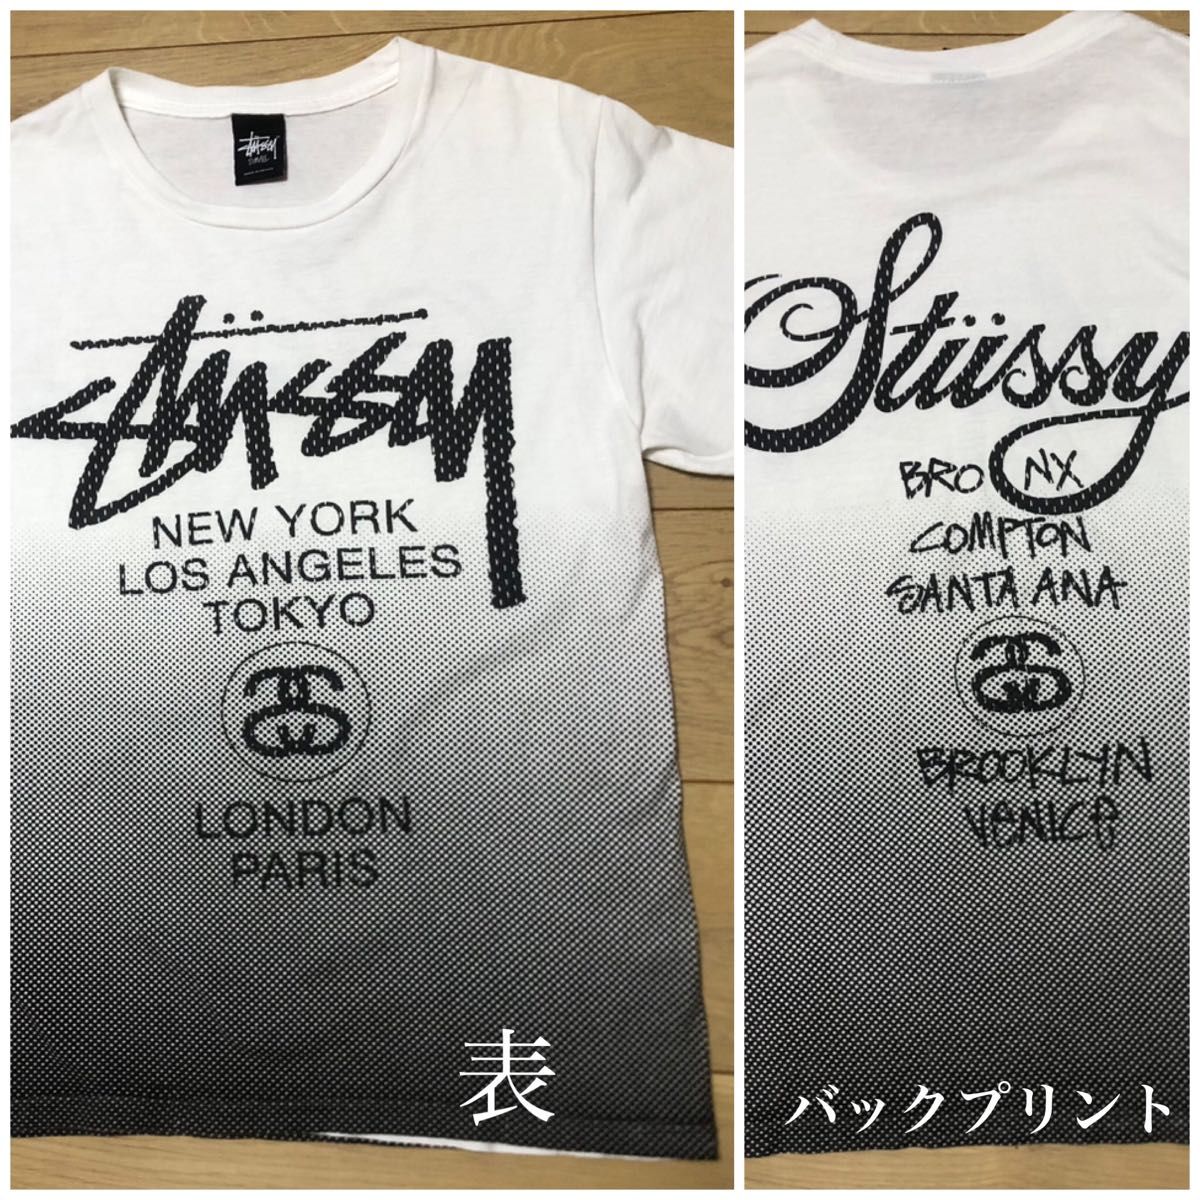 Stüssy
Stüssy
NEW YORK
LOS ANGELES
TOKYO
LONDON
PARIS
表
Stüssy
BRONX
COMPTON
SANTA ANA
BROOKLYN
VENICE
バックプリント